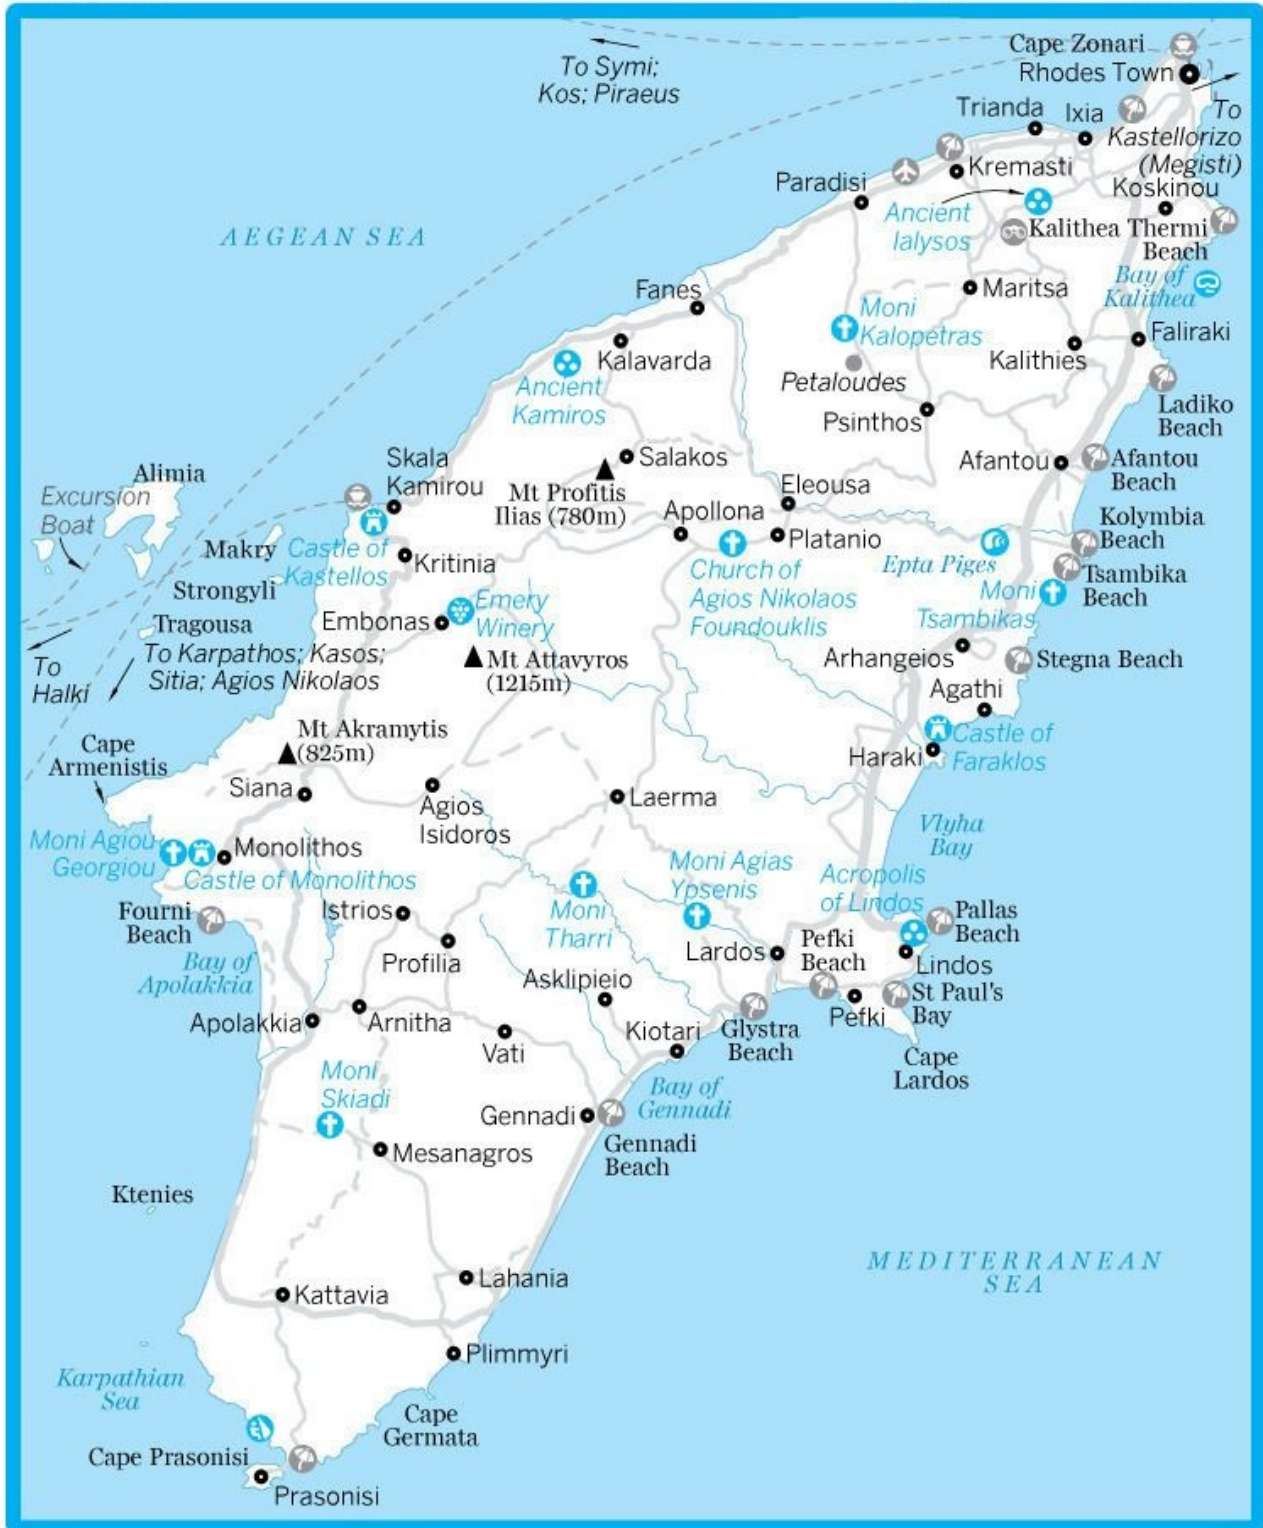 Cape Zonari
Rhodes Town
To Symi;
Kos; Piraeus
To
Kastellorizo
(Megisti)
Trianda
Ixia
Kremasti
Paradisi
Koskinou
Ancient
Ialysos
Kalithea Thermi
Beach
AEGEAN SEA
Bay of
Kalithea
Maritsa
Fanes
Moni
Kalopetras
Faliraki
Kalavarda
Kalithies
Petaloudes
Ancient
Kamiros
Psinthos
Ladiko
Beach
Skala
Kamirou
Salakos
Afantou
Afantou
Beach
Alimia
Excursion
Boat
Mt Profitis
Ilias (780m)
Eleousa
Apollona
Platanio
Kolymbia
Beach
Makry
Castle of
Kastellos
Kritinia
Epta Piges
Tsambika
Beach
Strongyli
Church of
Agios Nikolaos
Foundouklis
Moni
Tsambikas
Emery
Winery
Embonas
Tragousa
To
Halki
To Karpathos; Kasos;
Sitia; Agios Nikolaos
Mt Attavyros
(1215m)
Arhangeios
Stegna Beach
Agathi
Mt Akramytis
(825m)
Cape
Armenistis
Castle of
Faraklos
Haraki
Siana
Agios
Isidoros
Laerma
Vlyha
Bay
Moni Agiou
Georgiou
Monolithos
Castle of Monolithos
Moni Agias
Ypsenis
Acropolis
of Lindos
Fourni
Beach
Istrios
Moni
Tharri
Pallas
Beach
Profilia
Lardos
Pefki
Beach
Lindos
Bay of
Apolakkia
Asklipieio
St Paul's
Bay
Apolakkia
Arnitha
Vati
Kiotari
Glystra
Beach
Pefki
Cape
Lardos
Moni
Skiadi
Bay of
Gennadi
Gennadi
Gennadi
Beach
Mesanagros
Ktenies
MEDITERRANEAN
SEA
Lahania
Kattavia
Plimmyri
Karpathian
Sea
Cape
Germata
Cape Prasonisi
Prasonisi